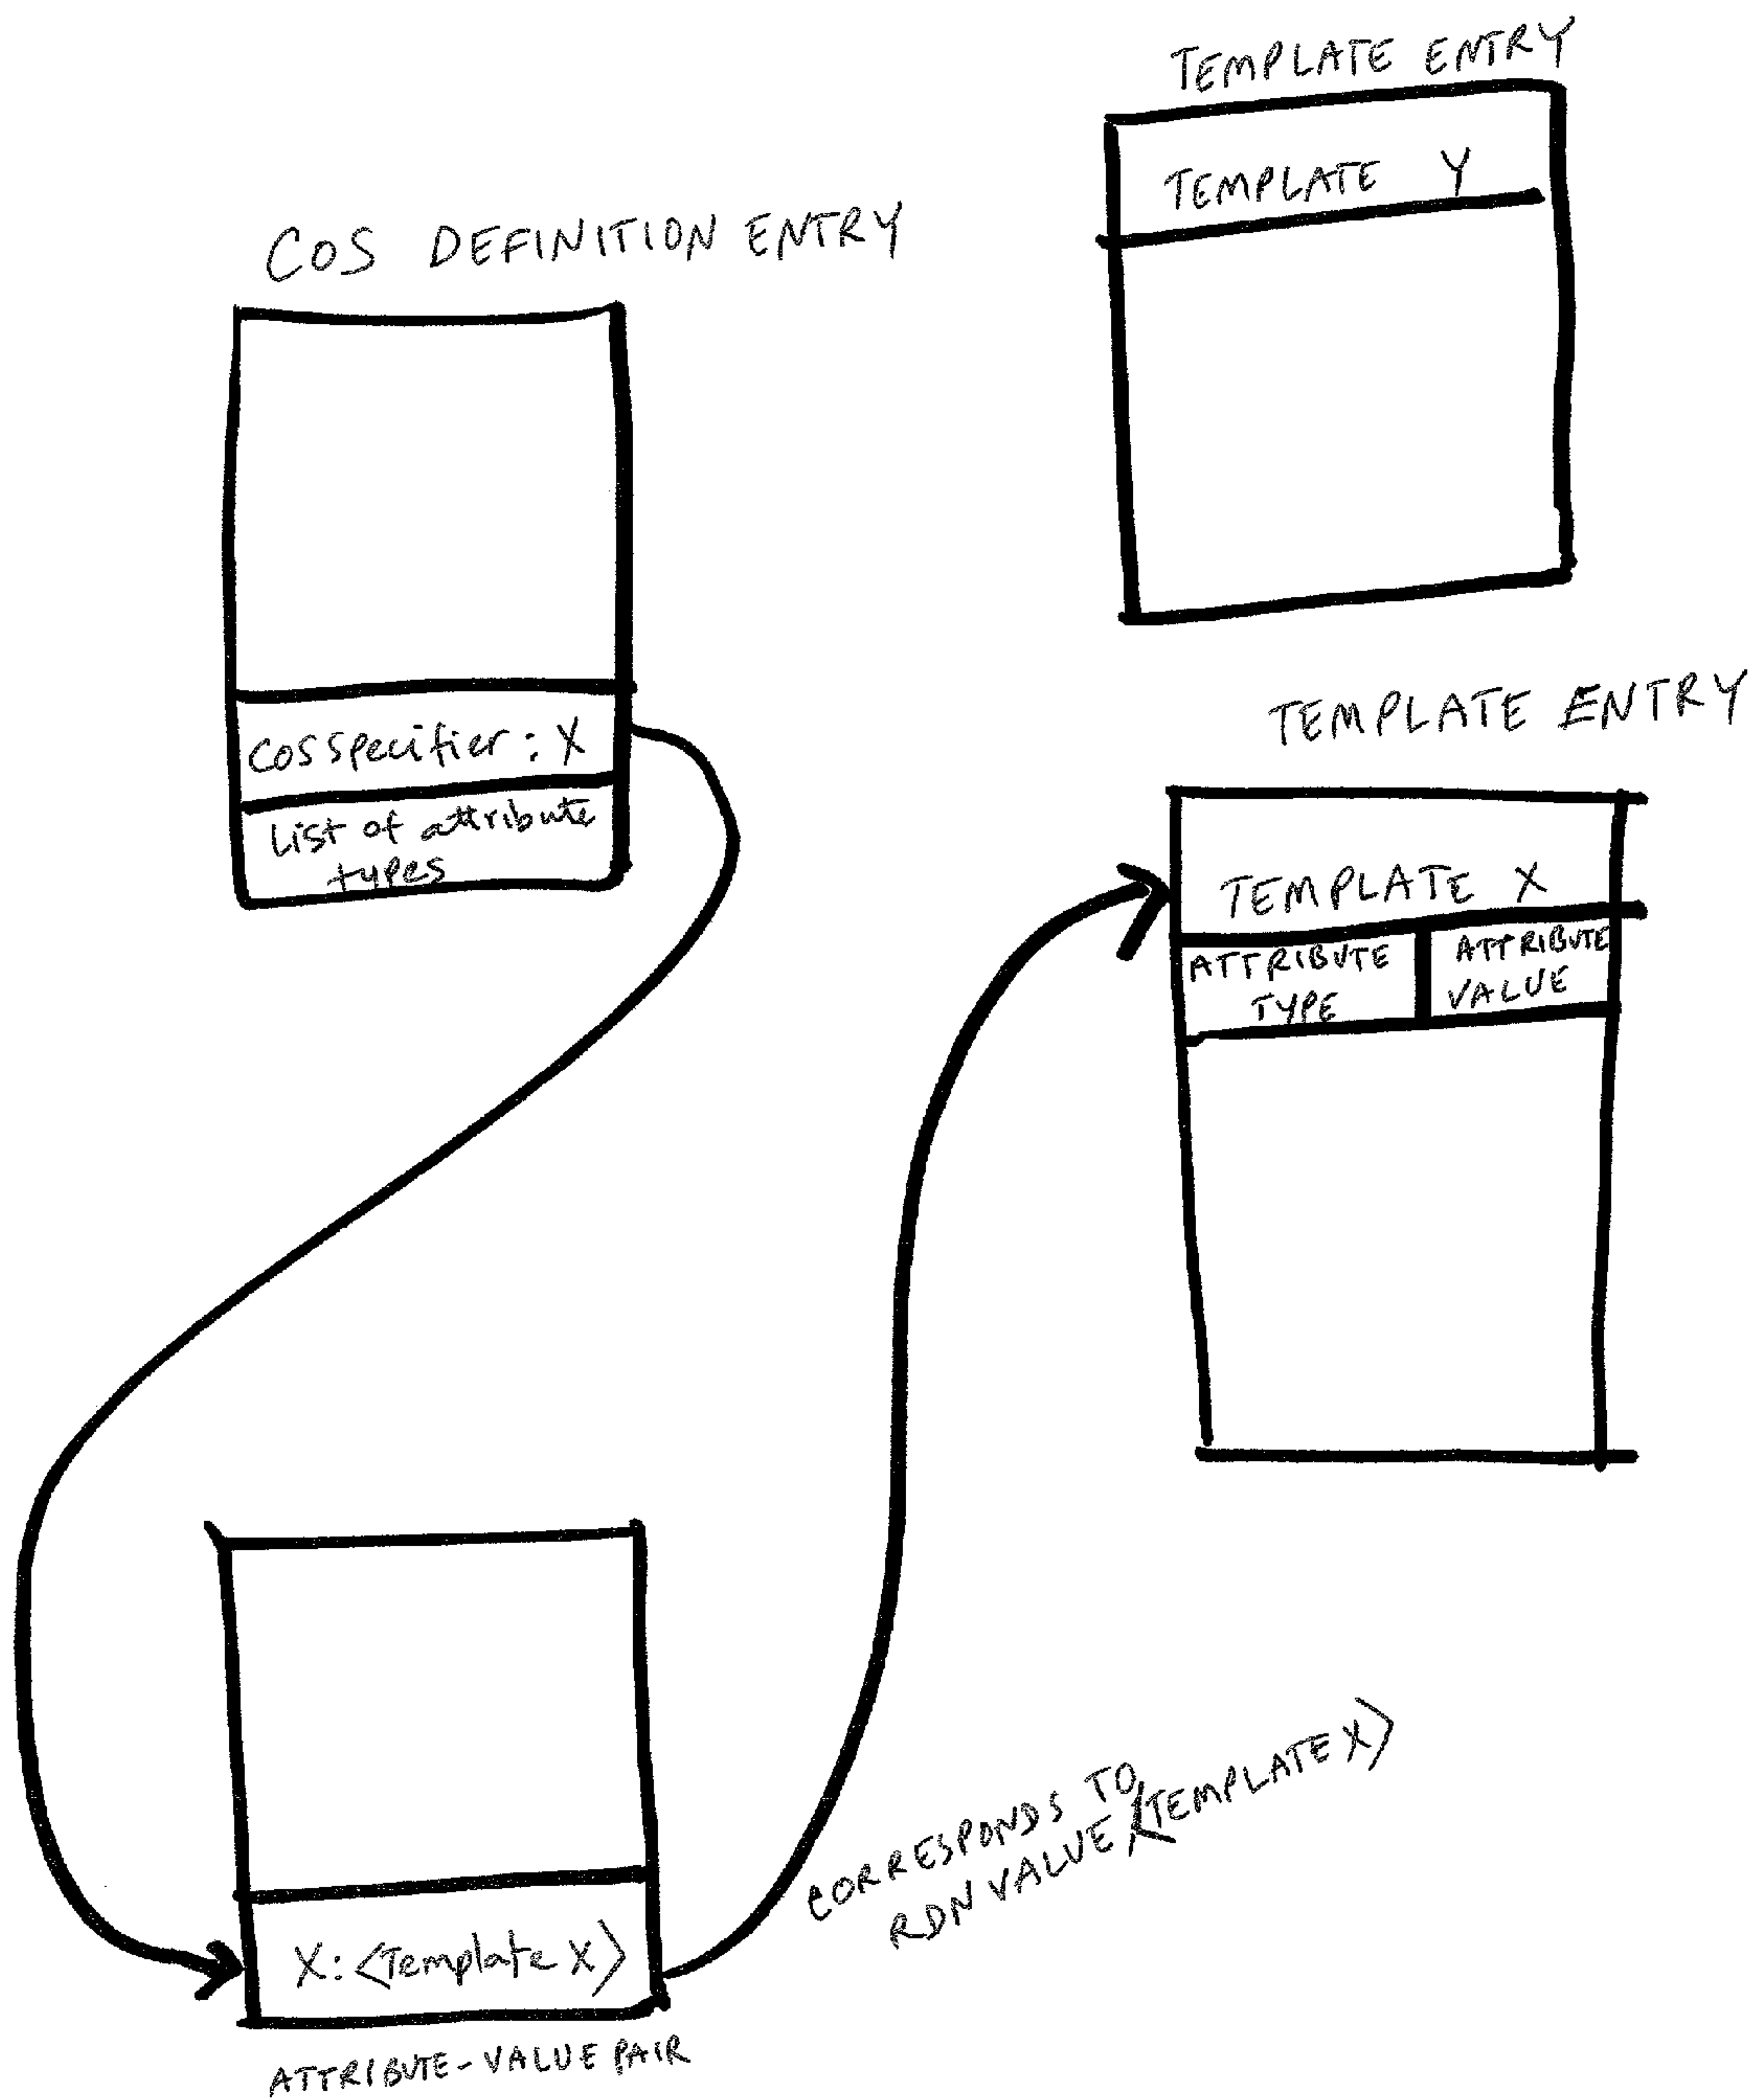 TEMPLATE ENTRY
TEMPLATE Y
COS DEFINITION ENTRY
COSSpecifier: X
List of attribute
types
TEMPLATE ENTRY
TEMPLATE X
ATTRIBUTE
TYPE
ATTRIBUTE
VALUE
CORRESPONDS TO
RDN VALUE <TEMPLATE X>
X: <Template X>
ATTRIBUTE-VALUE PAIR